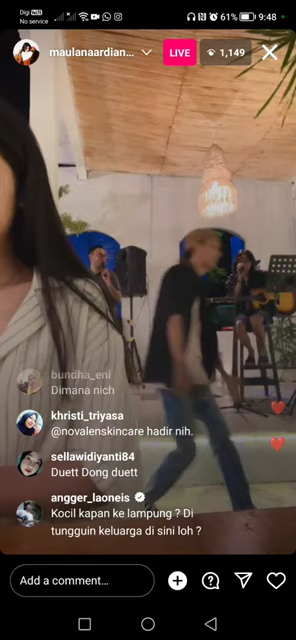 Digi VoLTE
No service
61%
9:48
maulanaardian...
LIVE
1,149
bundha_eni
Dimana nich
khristi_triyasa
@novalenskincare hadir nih.
sellawidiyanti84
Duett Dong duett
angger_laoneis
Kocil kapan ke lampung ? Di
tungguin keluarga di sini loh ?
Add a comment...